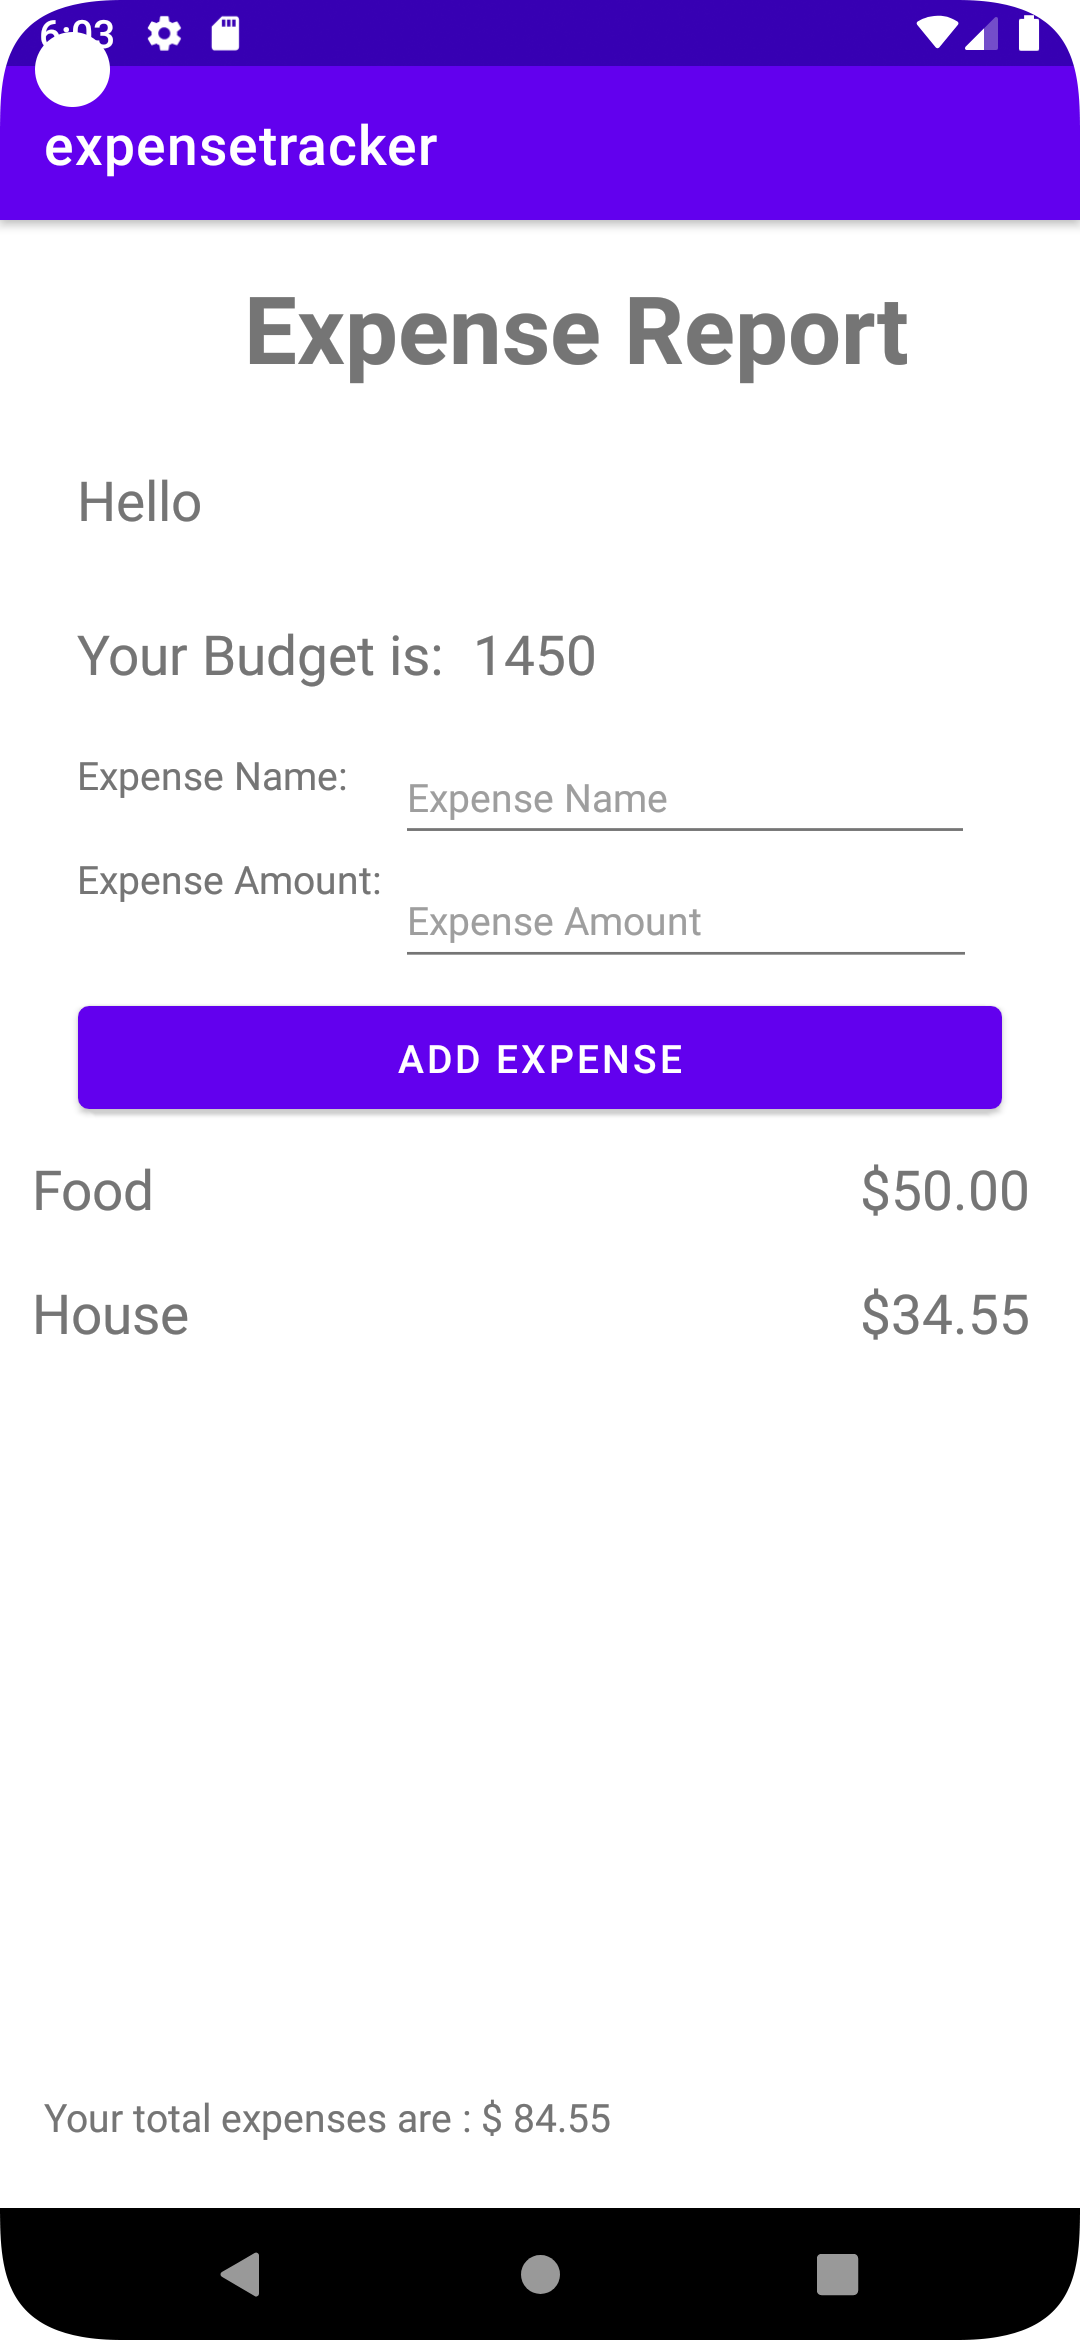 6:03
expensetracker
Expense Report
Hello
Your Budget is: 1450
Expense Name:
Expense Name
Expense Amount:
Expense Amount
ADD EXPENSE
Food $50.00
House $34.55
Your total expenses are : $ 84.55